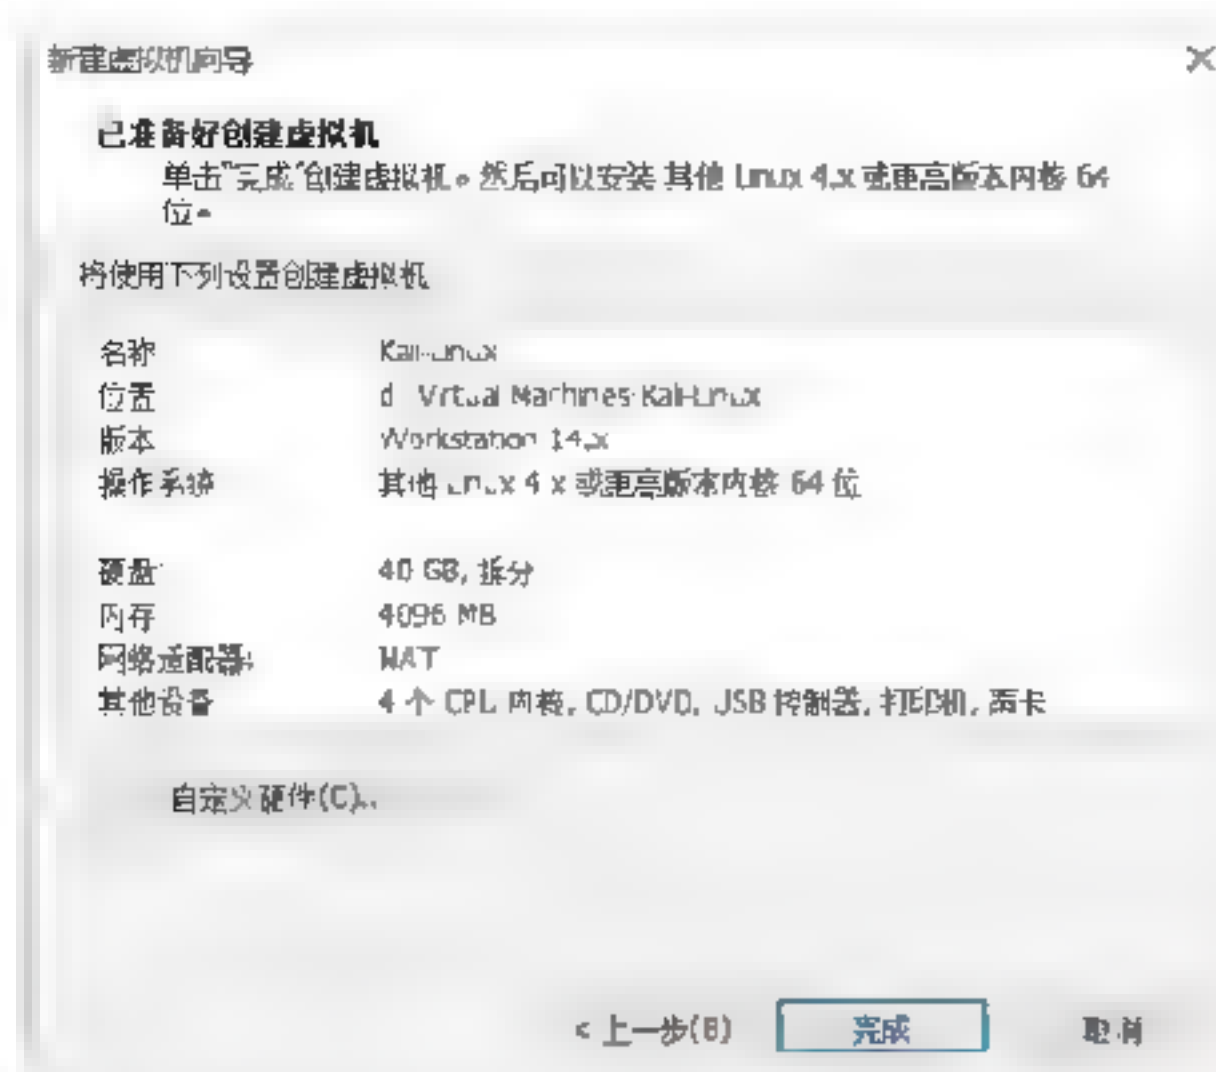 新建虚拟机向导
已准备好创建虚拟机
单击"完成"创建虚拟机。然后可以安装 其他 Linux 4.x 或更高版本内核 64
位。
将使用下列设置创建虚拟机
名称 Kali-Linux
位置 d Virtual Machines Kali-Linux
版本 Workstation 14.x
操作系统 其他 Linux 4.x 或更高版本内核 64 位
硬盘: 40 GB, 拆分
内存 4096 MB
网络适配器: NAT
其他设备 4 个 CPU 内核, CD/DVD, USB 控制器, 打印机, 声卡
自定义硬件(C)...
< 上一步(B) 完成 取消